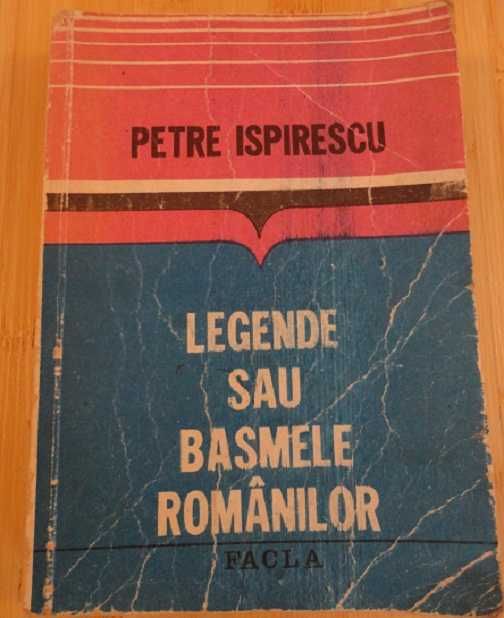 PETRE ISPIRESCU
LEGENDE
SAU
BASMELE
ROMÂNILOR
FACLA